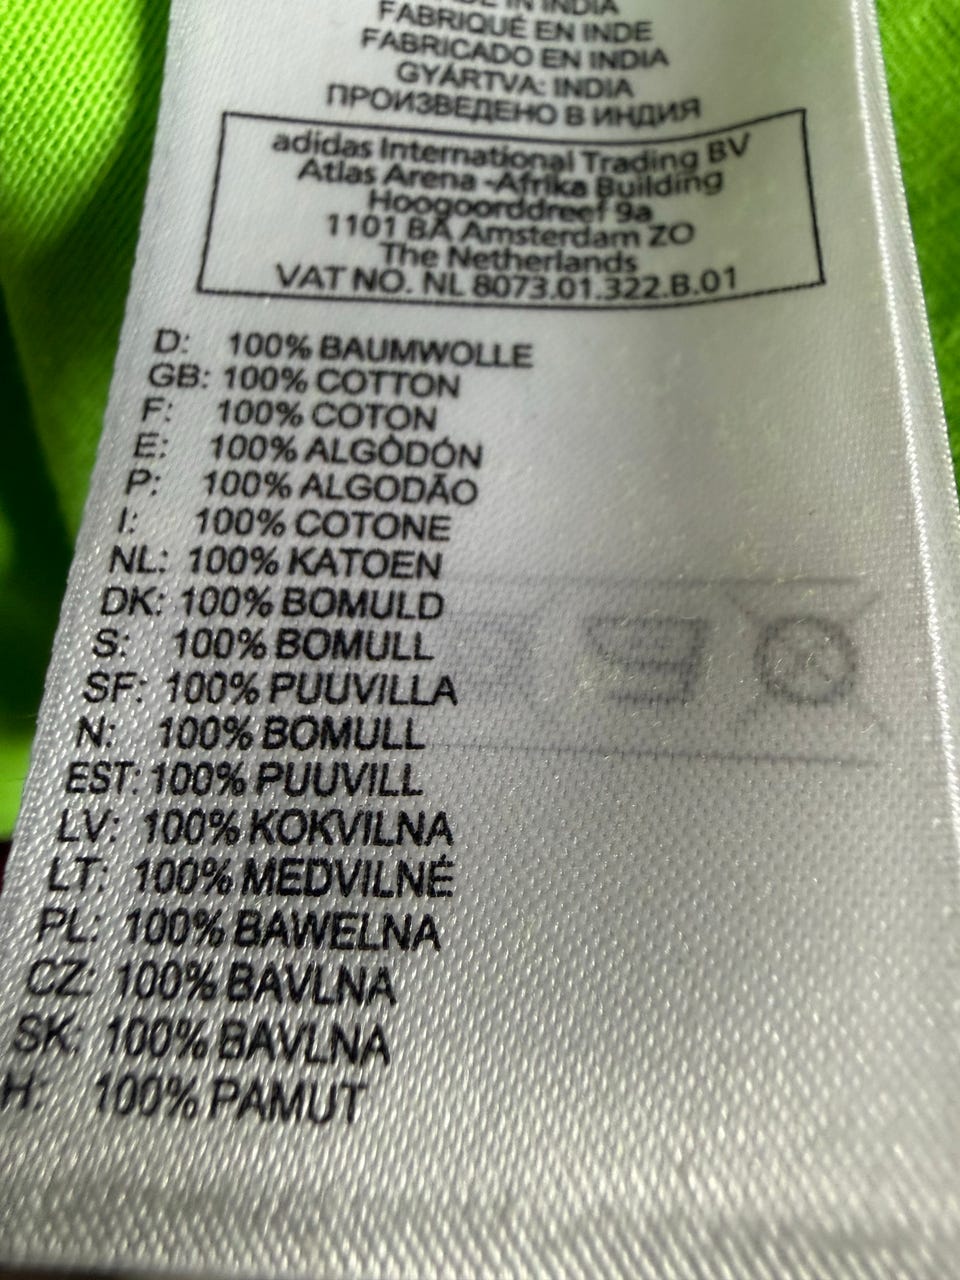 MADE IN INDIA
FABRIQUÉ EN INDE
FABRICADO EN INDIA
GYÁRTVA: INDIA
ПРОИЗВЕДЕНО В ИНДИЯ
adidas International Trading BV
Atlas Arena -Afrika Building
Hoogoorddreef 9a
1101 BA Amsterdam ZO
The Netherlands
VAT NO. NL 8073.01.322.B.01
D: 100% BAUMWOLLE
GB: 100% COTTON
F: 100% COTON
E: 100% ALGÒDÓN
P: 100% ALGODÃO
I: 100% COTONE
NL: 100% KATOEN
DK: 100% BOMULD
S: 100% BOMULL
SF: 100% PUUVILLA
N: 100% BOMULL
EST: 100% PUUVILL
LV: 100% KOKVILNA
LT: 100% MEDVILNÉ
PL: 100% BAWELNA
CZ: 100% BAVLNA
SK: 100% BAVLNA
H: 100% PAMUT